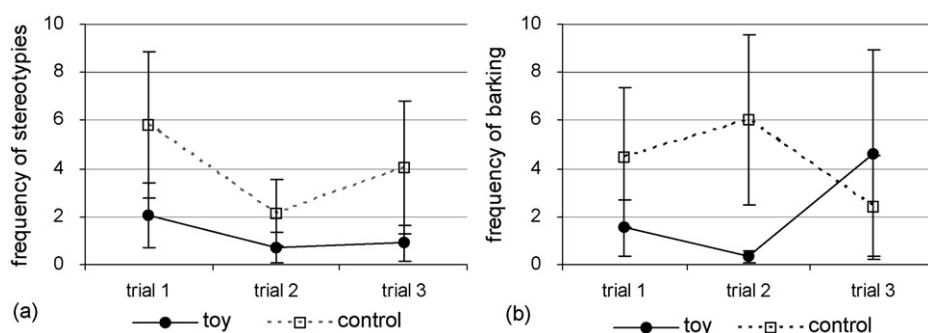 frequency of stereotypies
10
8
6
4
2
0
trial 1 trial 2 trial 3
(a)
toy control
frequency of barking
10
8
6
4
2
0
trial 1 trial 2 trial 3
(b)
toy control